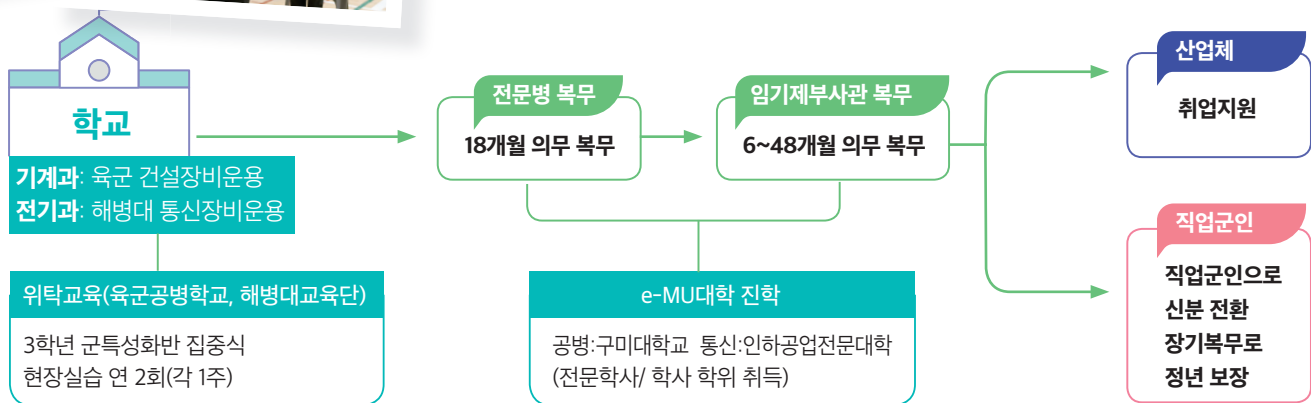 학교
기계과: 육군 건설장비운용
전기과: 해병대 통신장비운용
위탁교육(육군공병학교, 해병대교육단)
3학년 군특성화반 집중식
현장실습 연 2회(각 1주)
전문병 복무
18개월 의무 복무
임기제부사관 복무
6~48개월 의무 복무
e-MU대학 진학
공병:구미대학교 통신:인하공업전문대학
(전문학사/ 학사 학위 취득)
산업체
취업지원
직업군인
직업군인으로
신분 전환
장기복무로
정년 보장